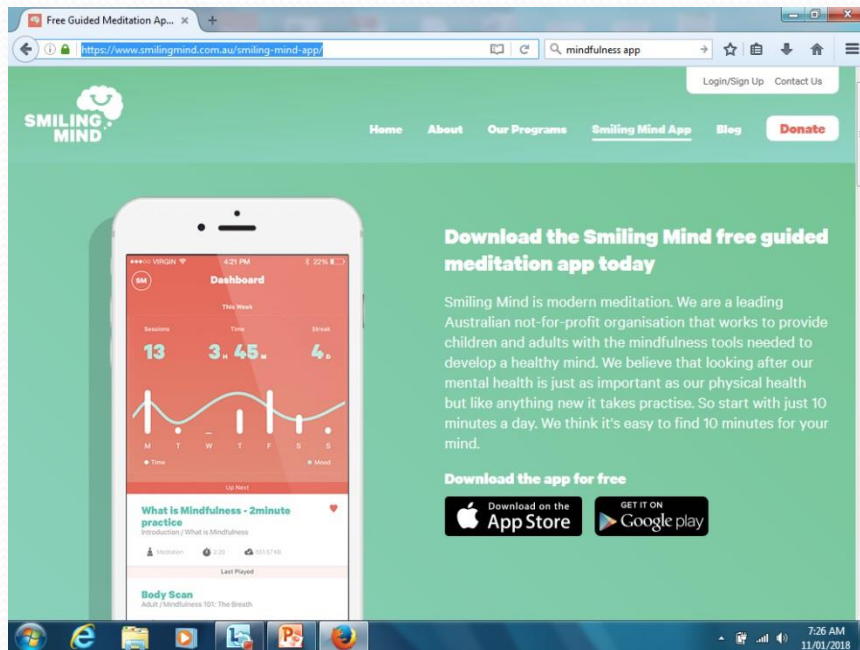 Free Guided Meditation Ap...
https://www.smilingmind.com.au/smiling-mind-app/
mindfulness app
Login/Sign Up Contact Us
SMILING
MIND
Home About Our Programs Smiling Mind App Blog Donate
VIRGIN 4:21 PM 22%
SM
Dashboard
This Week
Sessions Time Streak
13 3H 45M 4D
M T W T F S S
Time Mood
Up Next
What is Mindfulness - 2minute
practice
Introduction / What is Mindfulness
Meditation 2:20
Last Played
Body Scan
Adult / Mindfulness 101: The Breath
Download the Smiling Mind free guided
meditation app today
Smiling Mind is modern meditation. We are a leading
Australian not-for-profit organisation that works to provide
children and adults with the mindfulness tools needed to
develop a healthy mind. We believe that looking after our
mental health is just as important as our physical health
but like anything new it takes practise. So start with just 10
minutes a day. We think it's easy to find 10 minutes for your
mind.
Download the app for free
Download on the
App Store
GET IT ON
Google play
7:26 AM
11/01/2018